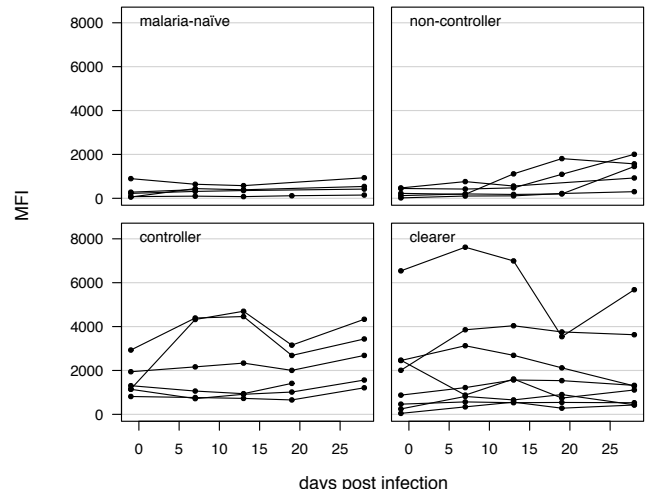 malaria-naïve
non-controller
8000
6000
4000
2000
0
MFI
controller
clearer
8000
6000
4000
2000
0
0 5 10 15 20 25
0 5 10 15 20 25
days post infection